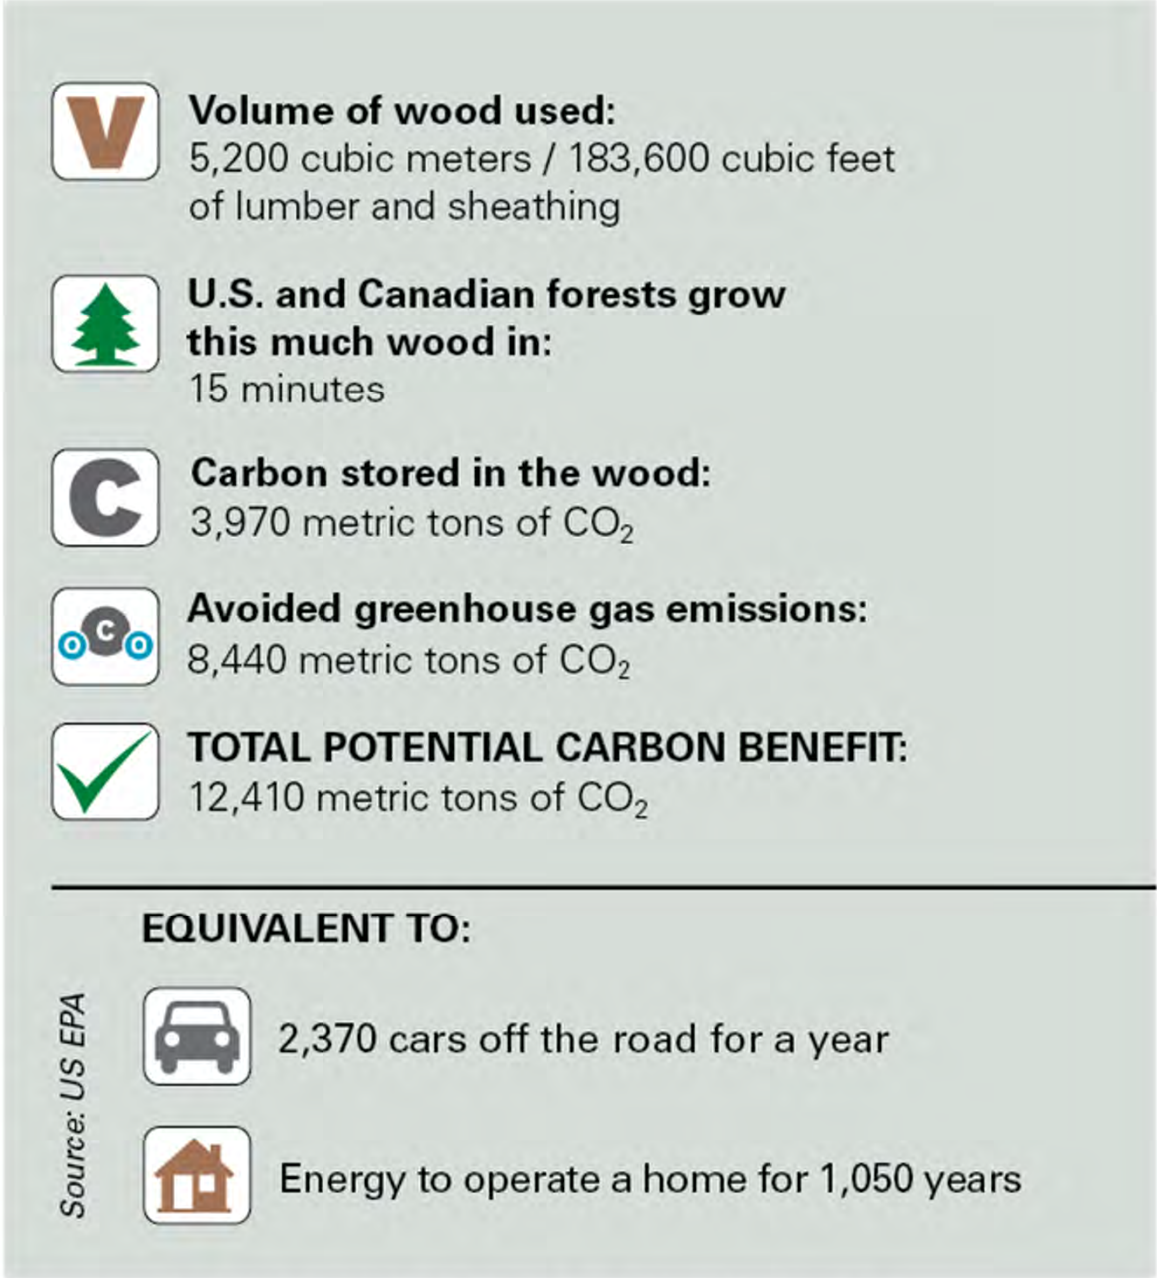 V
Volume of wood used:
5,200 cubic meters / 183,600 cubic feet
of lumber and sheathing
U.S. and Canadian forests grow
this much wood in:
15 minutes
C
Carbon stored in the wood:
3,970 metric tons of CO₂
O C O
Avoided greenhouse gas emissions:
8,440 metric tons of CO₂
TOTAL POTENTIAL CARBON BENEFIT:
12,410 metric tons of CO₂
EQUIVALENT TO:
2,370 cars off the road for a year
Energy to operate a home for 1,050 years
Source: US EPA